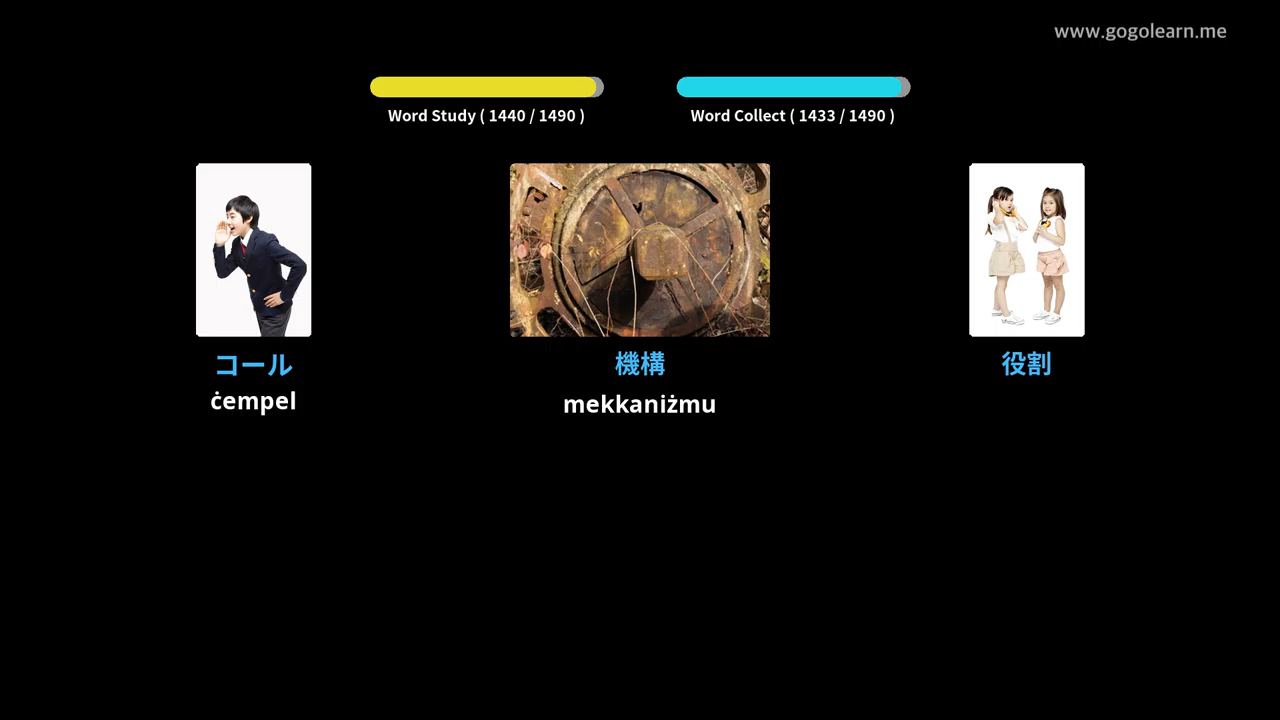 www.gogolearn.me
Word Study ( 1440 / 1490 )
Word Collect ( 1433 / 1490 )
コール
機構
役割
ċempel
mekkaniżmu